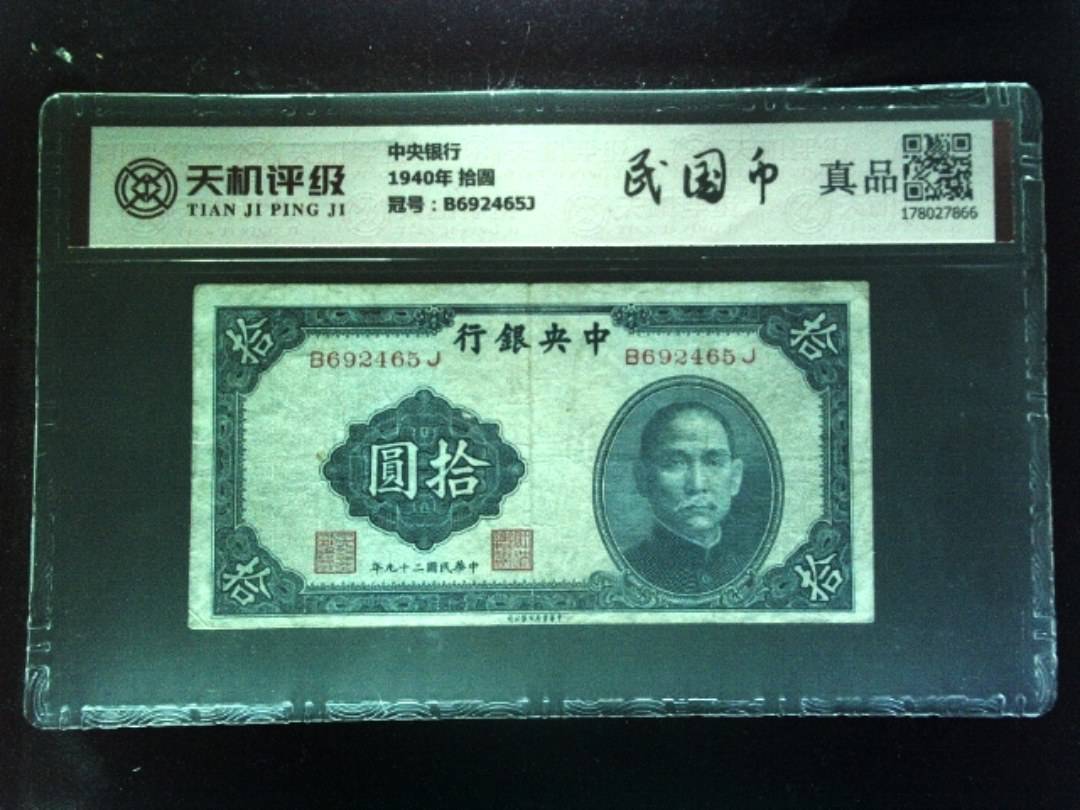 天机评级
TIAN JI PING JI
中央银行
1940年 拾圆
冠号：B692465J
民国币
真品
178027866
行銀央中
B692465J
B692465J
拾
拾
圓拾
年九十二國民華中
拾
拾